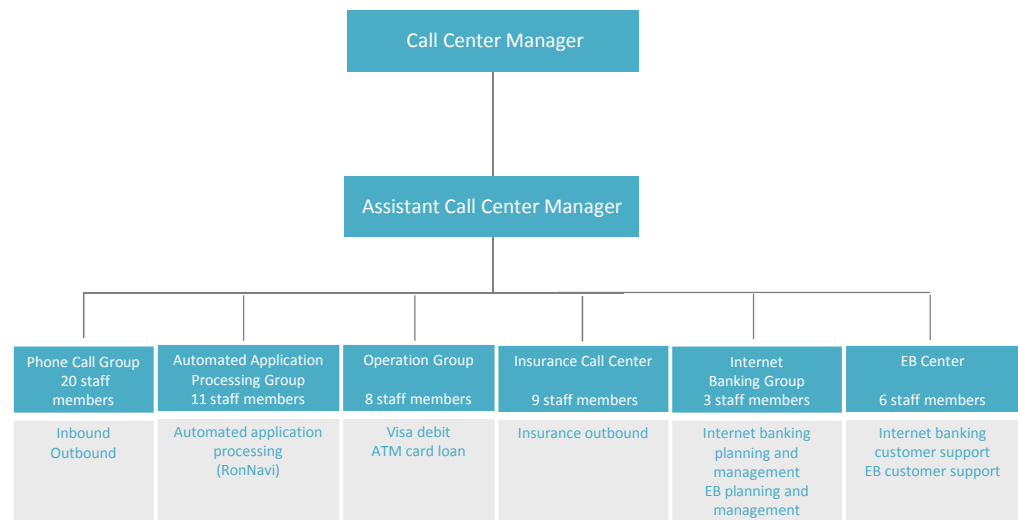 Call Center Manager
Assistant Call Center Manager
Phone Call Group
20 staff
members
Automated Application
Processing Group
11 staff members
Operation Group
8 staff members
Insurance Call Center
9 staff members
Internet
Banking Group
3 staff members
EB Center
6 staff members
Inbound
Outbound
Automated application
processing
(RonNavi)
Visa debit
ATM card loan
Insurance outbound
Internet banking
planning and
management
EB planning and
management
Internet banking
customer support
EB customer support